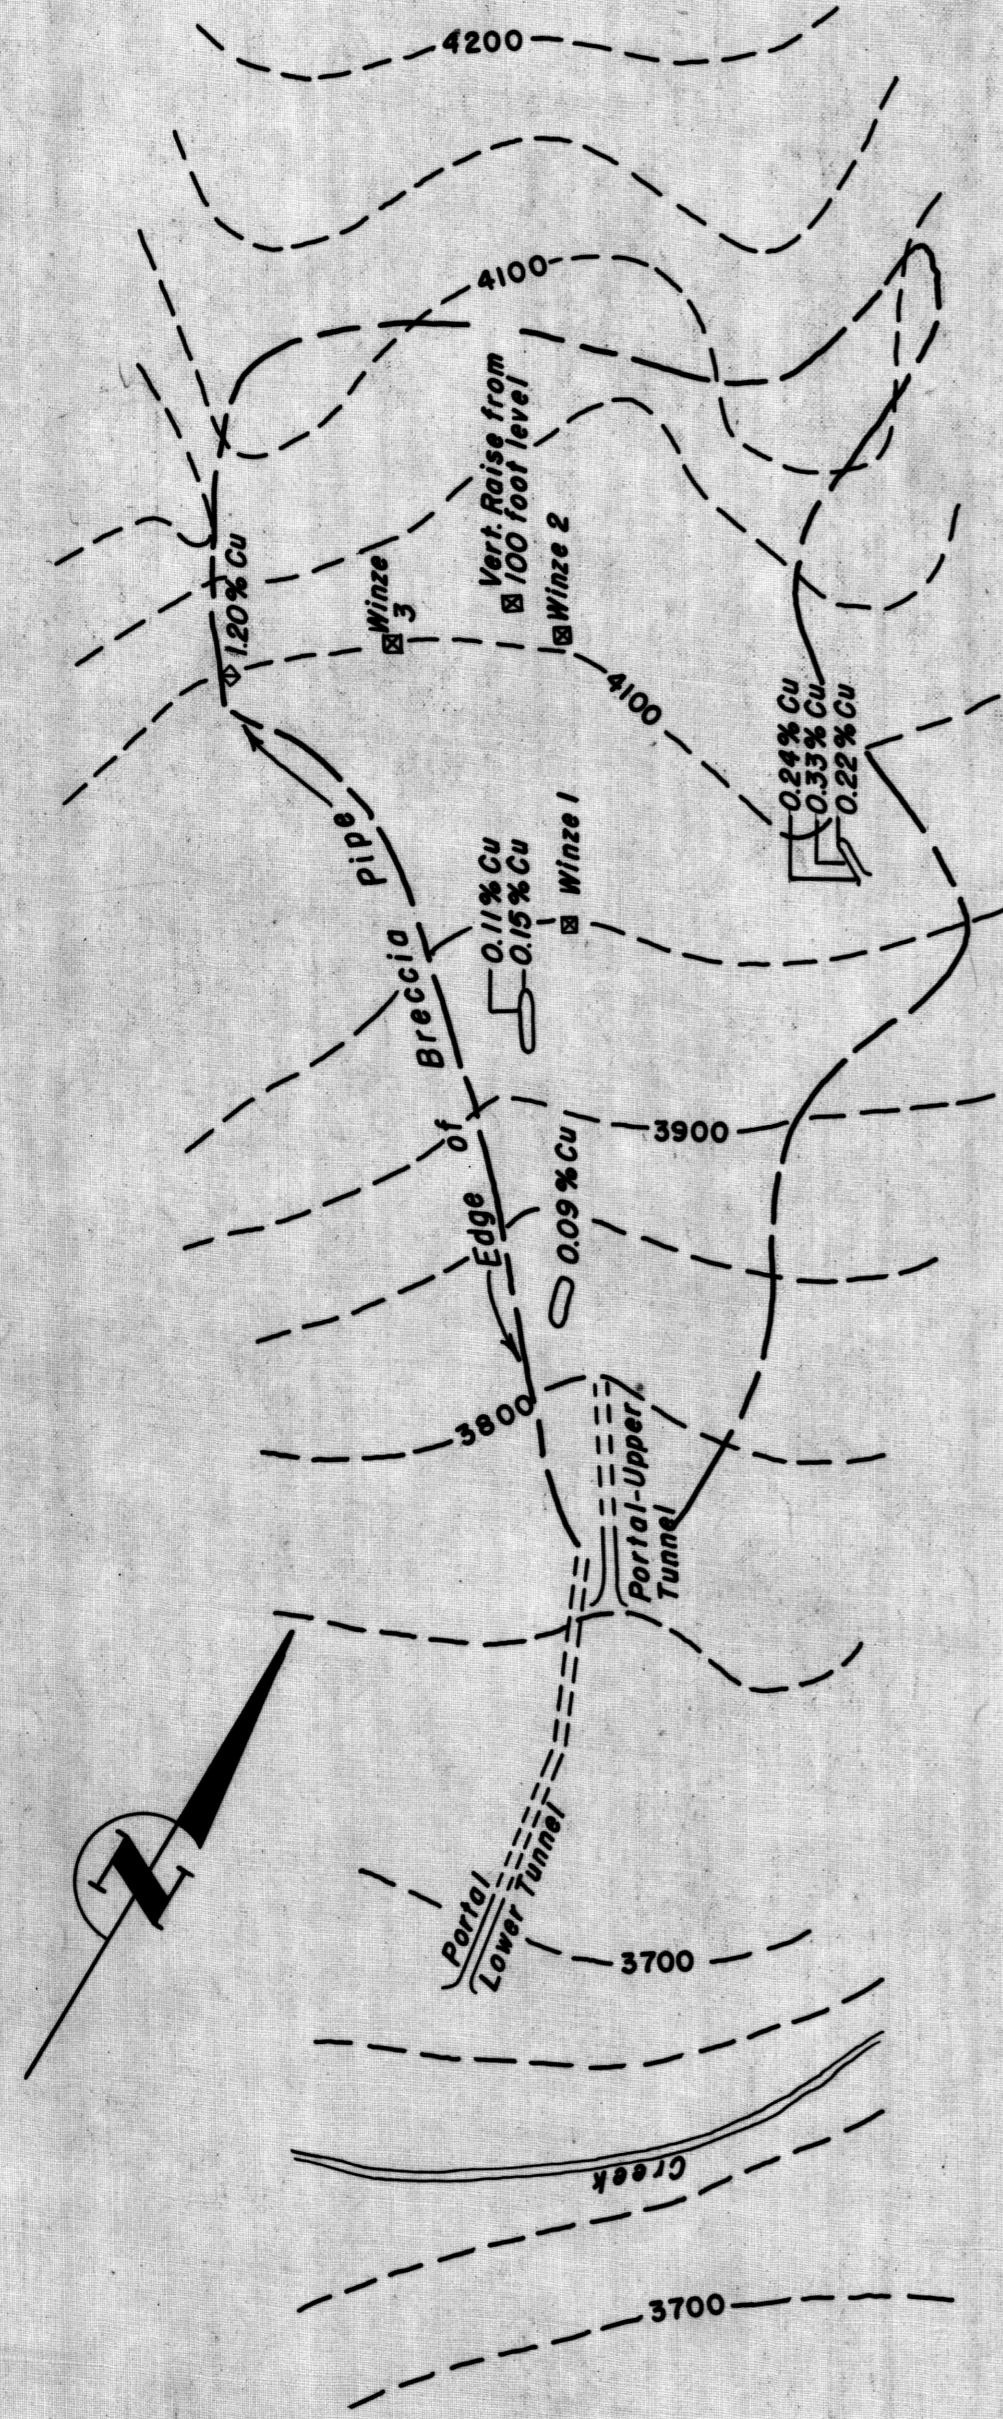 4200
4100
Vert. Raise from
100 foot level
1.20% Cu
Winze
3
Winze 2
4100
0.24% Cu
0.33% Cu
0.22% Cu
Edge of Breccia Pipe
0.11% Cu
0.15% Cu
Winze 1
3900
0.09% Cu
3800
Portal-Upper
Tunnel
N
Portal
Lower Tunnel
3700
Creek
3700